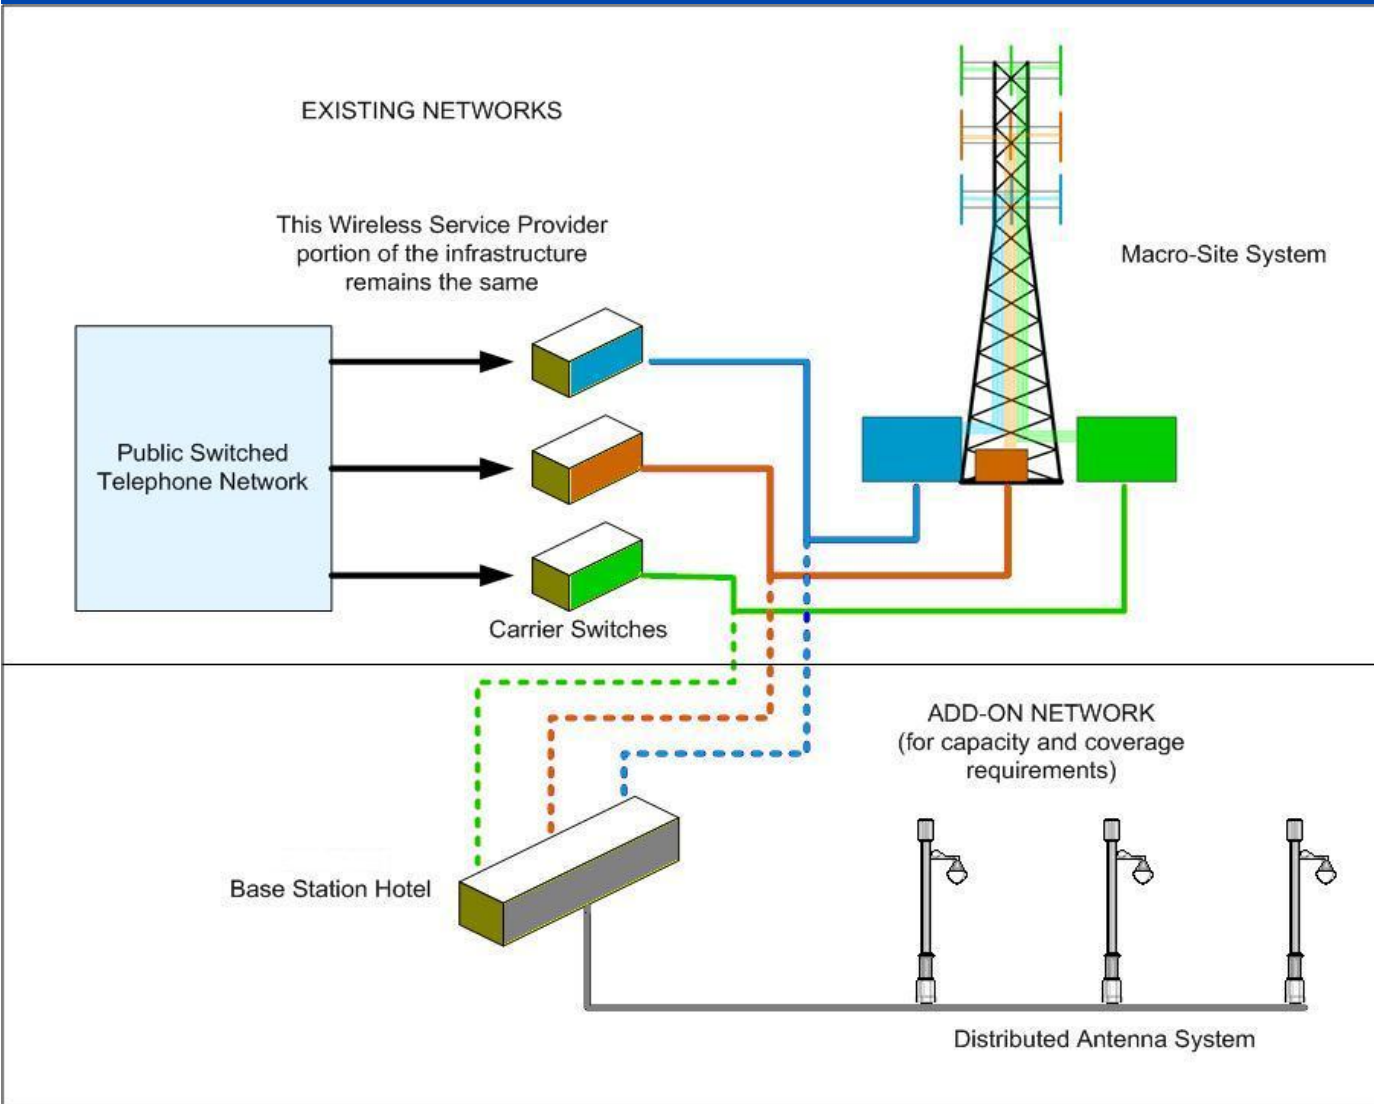 EXISTING NETWORKS
This Wireless Service Provider
portion of the infrastructure
remains the same
Macro-Site System
Public Switched
Telephone Network
Carrier Switches
ADD-ON NETWORK
(for capacity and coverage
requirements)
Base Station Hotel
Distributed Antenna System